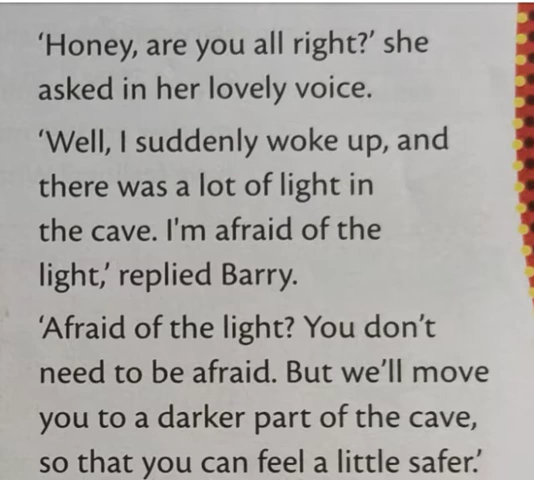 ‘Honey, are you all right?’ she
asked in her lovely voice.
‘Well, I suddenly woke up, and
there was a lot of light in
the cave. I'm afraid of the
light,’ replied Barry.
‘Afraid of the light? You don’t
need to be afraid. But we’ll move
you to a darker part of the cave,
so that you can feel a little safer.’